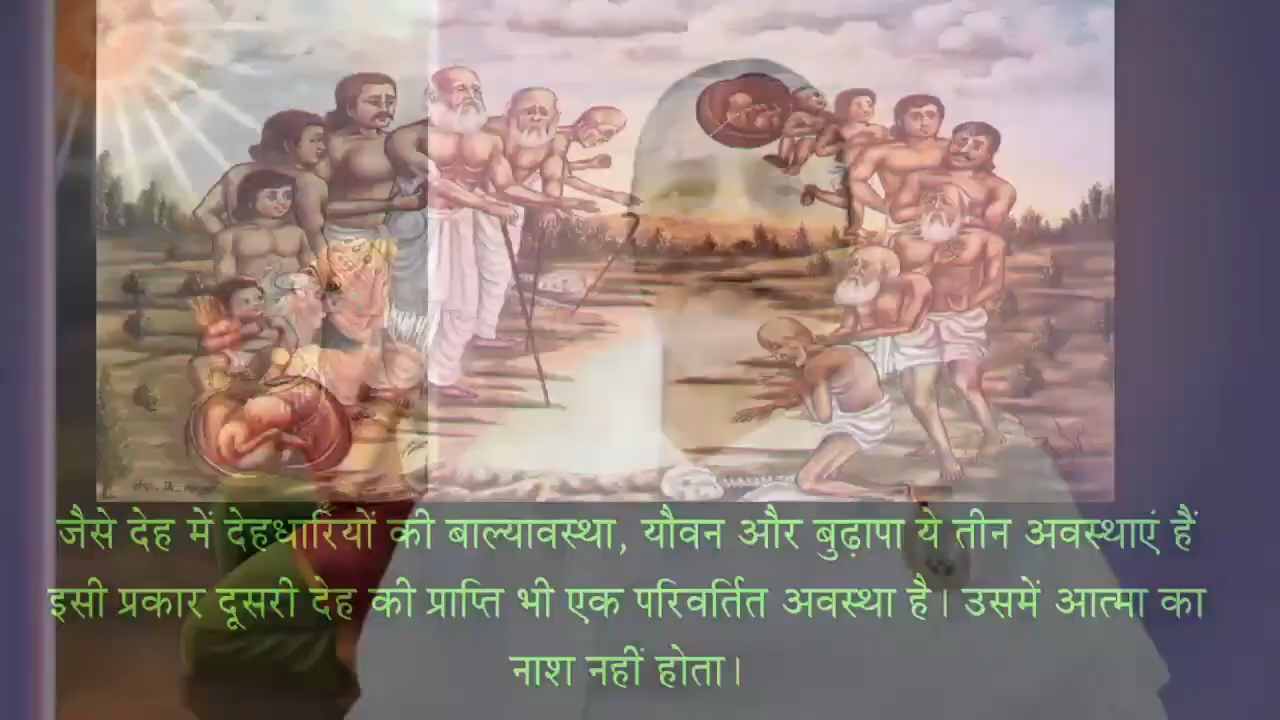 जैसे देह में देहधारियों की बाल्यावस्था, यौवन और बुढ़ापा ये तीन अवस्थाएं हैं
इसी प्रकार दूसरी देह की प्राप्ति भी एक परिवर्तित अवस्था है। उसमें आत्मा का
नाश नहीं होता।